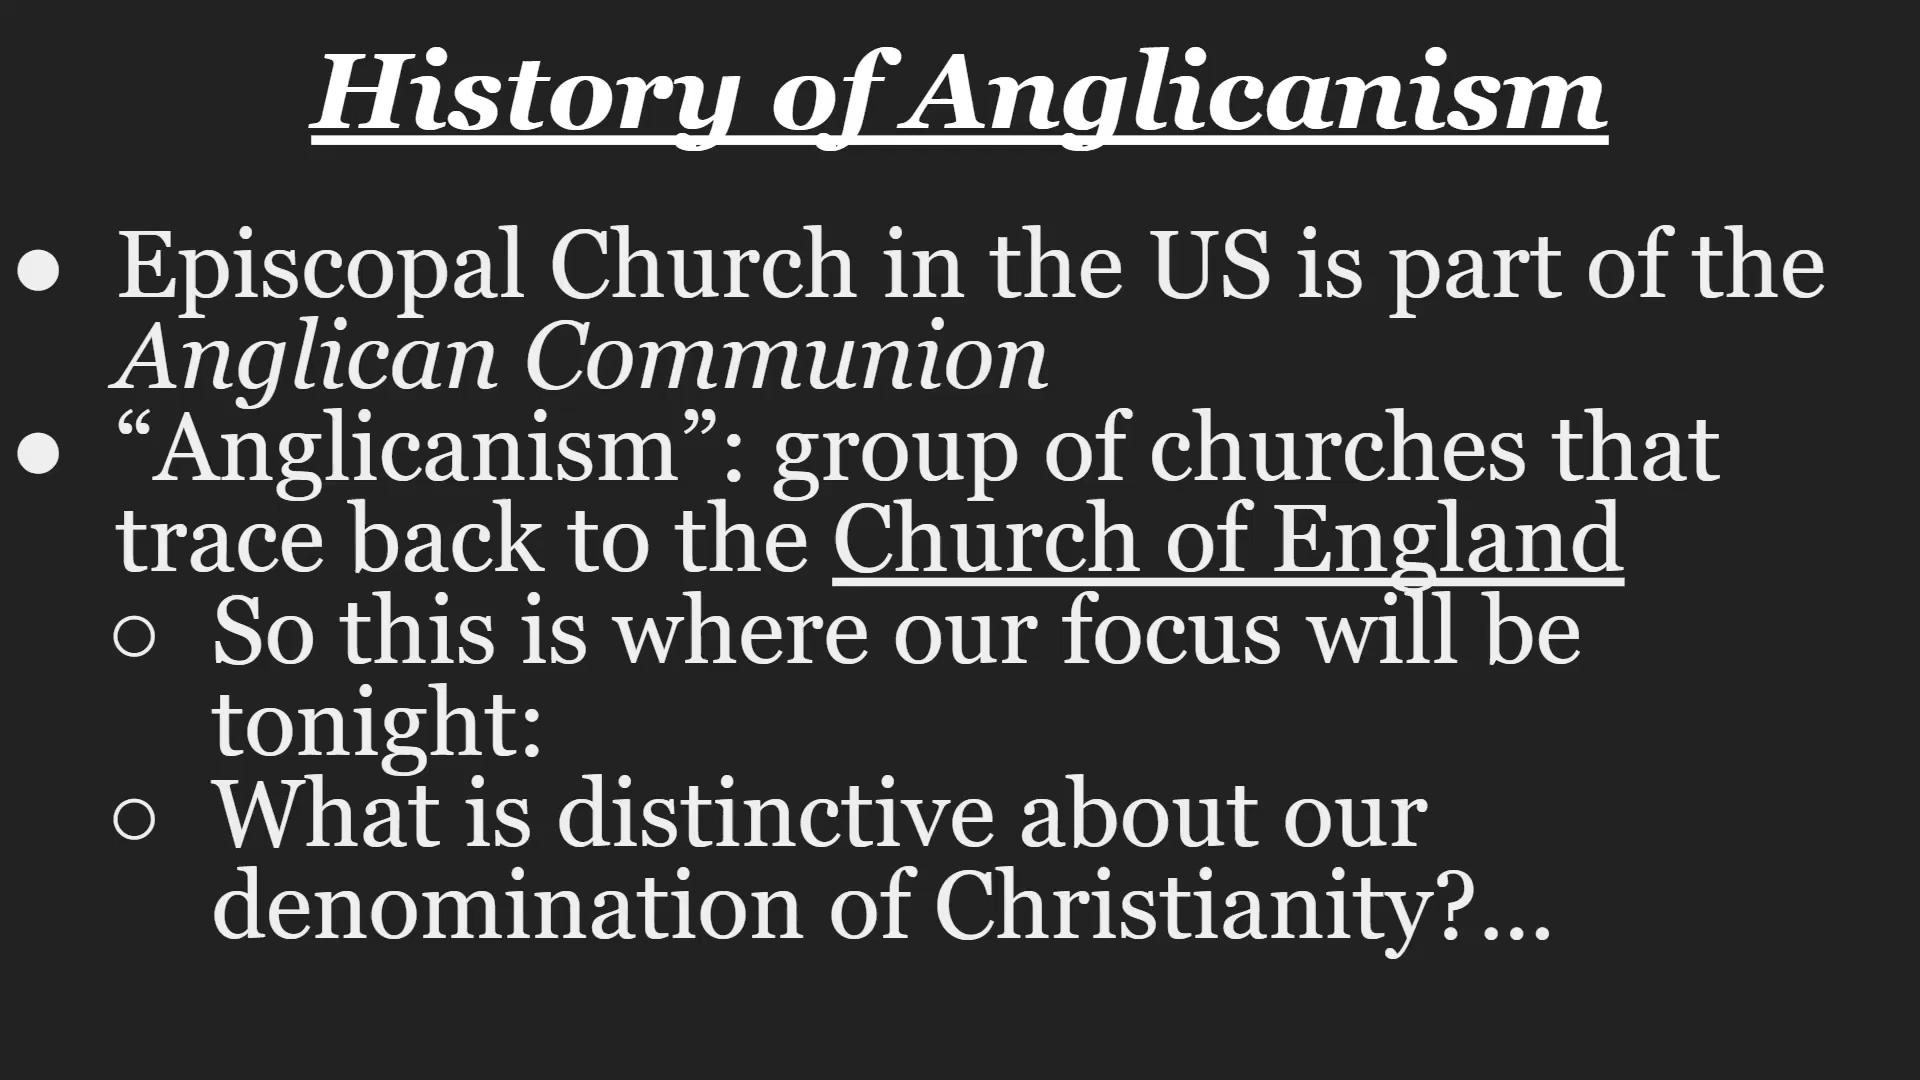 History of Anglicanism
● Episcopal Church in the US is part of the
Anglican Communion
● “Anglicanism”: group of churches that
trace back to the Church of England
○ So this is where our focus will be
tonight:
○ What is distinctive about our
denomination of Christianity?...